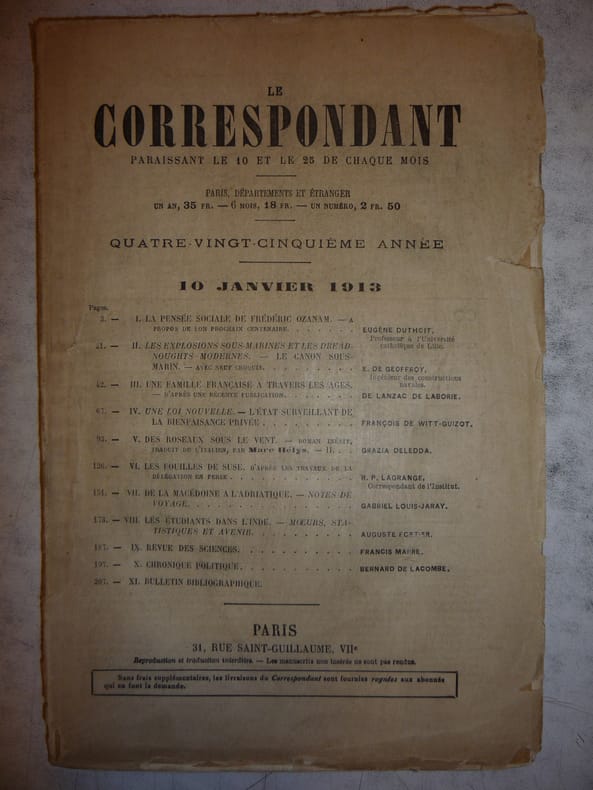 LE
CORRESPONDANT
PARAISSANT LE 10 ET LE 25 DE CHAQUE MOIS
PARIS, DÉPARTEMENTS ET ÉTRANGER
UN AN, 35 FR. — 6 MOIS, 18 FR. — UN NUMÉRO, 2 FR. 50
QUATRE-VINGT-CINQUIÈME ANNÉE
10 JANVIER 1913
Pages.
3. — I. LA PENSÉE SOCIALE DE FRÉDÉRIC OZANAM. — A
PROPOS DE SON PROCHAIN CENTENAIRE. . . . . . . EUGÈNE DUTHOIT,
Professeur à l'Université
catholique de Lille.
21. — II. LES EXPLOSIONS SOUS-MARINES ET LES DREAD-
NOUGHTS MODERNES. — LE CANON SOUS-
MARIN. — AVEC NEUF CROQUIS. . . . . . . . . E. DE GEOFFROY,
Ingénieur des constructions
navales.
42. — III. UNE FAMILLE FRANÇAISE A TRAVERS LES AGES.
— D'APRÈS UNE RÉCENTE PUBLICATION. . . . . . . DE LANZAC DE LABORIE.
67. — IV. UNE LOI NOUVELLE. — L'ÉTAT SURVEILLANT DE
LA BIENFAISANCE PRIVÉE . . . . . . . . . FRANÇOIS DE WITT-GUIZOT.
93. — V. DES ROSEAUX SOUS LE VENT. — ROMAN INÉDIT,
TRADUIT DE L'ITALIEN, PAR Marc Hélys. — II. . . GRAZIA DELEDDA.
126. — VI. LES FOUILLES DE SUSE. D'APRÈS LES TRAVAUX DE LA
DÉLÉGATION EN PERSE . . . . . . . . . . . R. P. LAGRANGE,
Correspondant de l'Institut.
151. — VII. DE LA MACÉDOINE A L'ADRIATIQUE. — NOTES DE
VOYAGE. . . . . . . . . . . . . . GABRIEL LOUIS-JARAY.
173. — VIII. LES ÉTUDIANTS DANS L'INDE. — MŒURS, STA-
TISTIQUES ET AVENIR. . . . . . . . . . AUGUSTE FORTIER.
187. — IX. REVUE DES SCIENCES. . . . . . . . . . . FRANCIS MARRE.
197. — X. CHRONIQUE POLITIQUE. . . . . . . . . . . BERNARD DE LACOMBE.
207. — XI. BULLETIN BIBLIOGRAPHIQUE.
PARIS
31, RUE SAINT-GUILLAUME, VIIe
Reproduction et traduction interdites. — Les manuscrits non insérés ne sont pas rendus.
Sans frais supplémentaires, les livraisons du Correspondant sont fournies rognées aux abonnés
qui en font la demande.